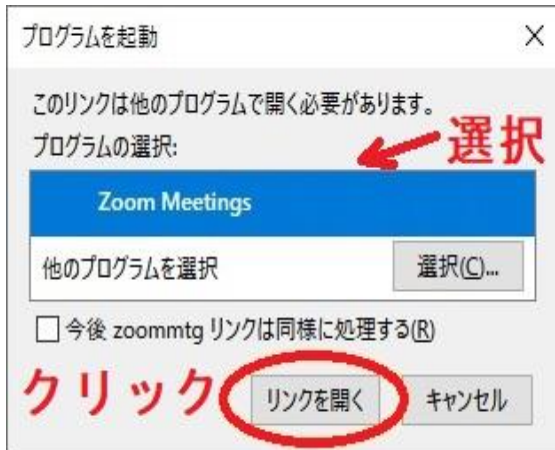 プログラムを起動
このリンクは他のプログラムで開く必要があります。
プログラムの選択:
選択
Zoom Meetings
他のプログラムを選択 選択(C)...
今後 zoommtg リンクは同様に処理する(R)
クリック リンクを開く キャンセル